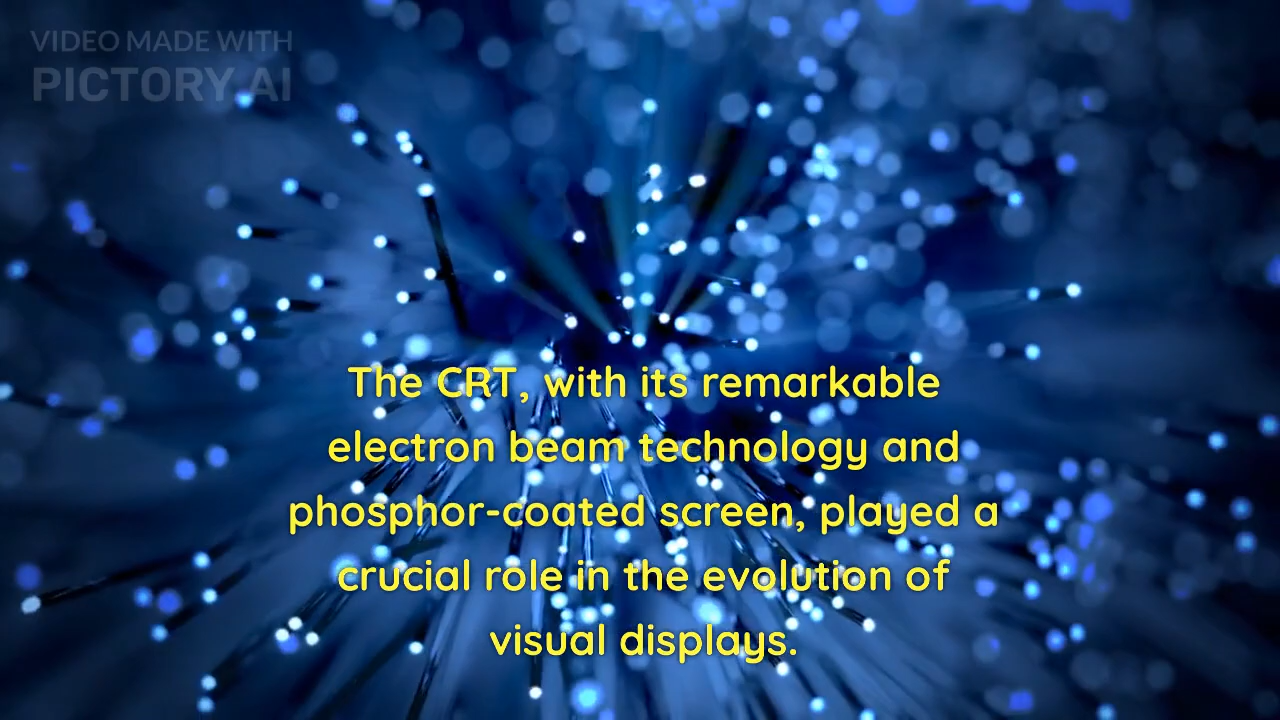 VIDEO MADE WITH
PICTORY.AI
The CRT, with its remarkable
electron beam technology and
phosphor-coated screen, played a
crucial role in the evolution of
visual displays.